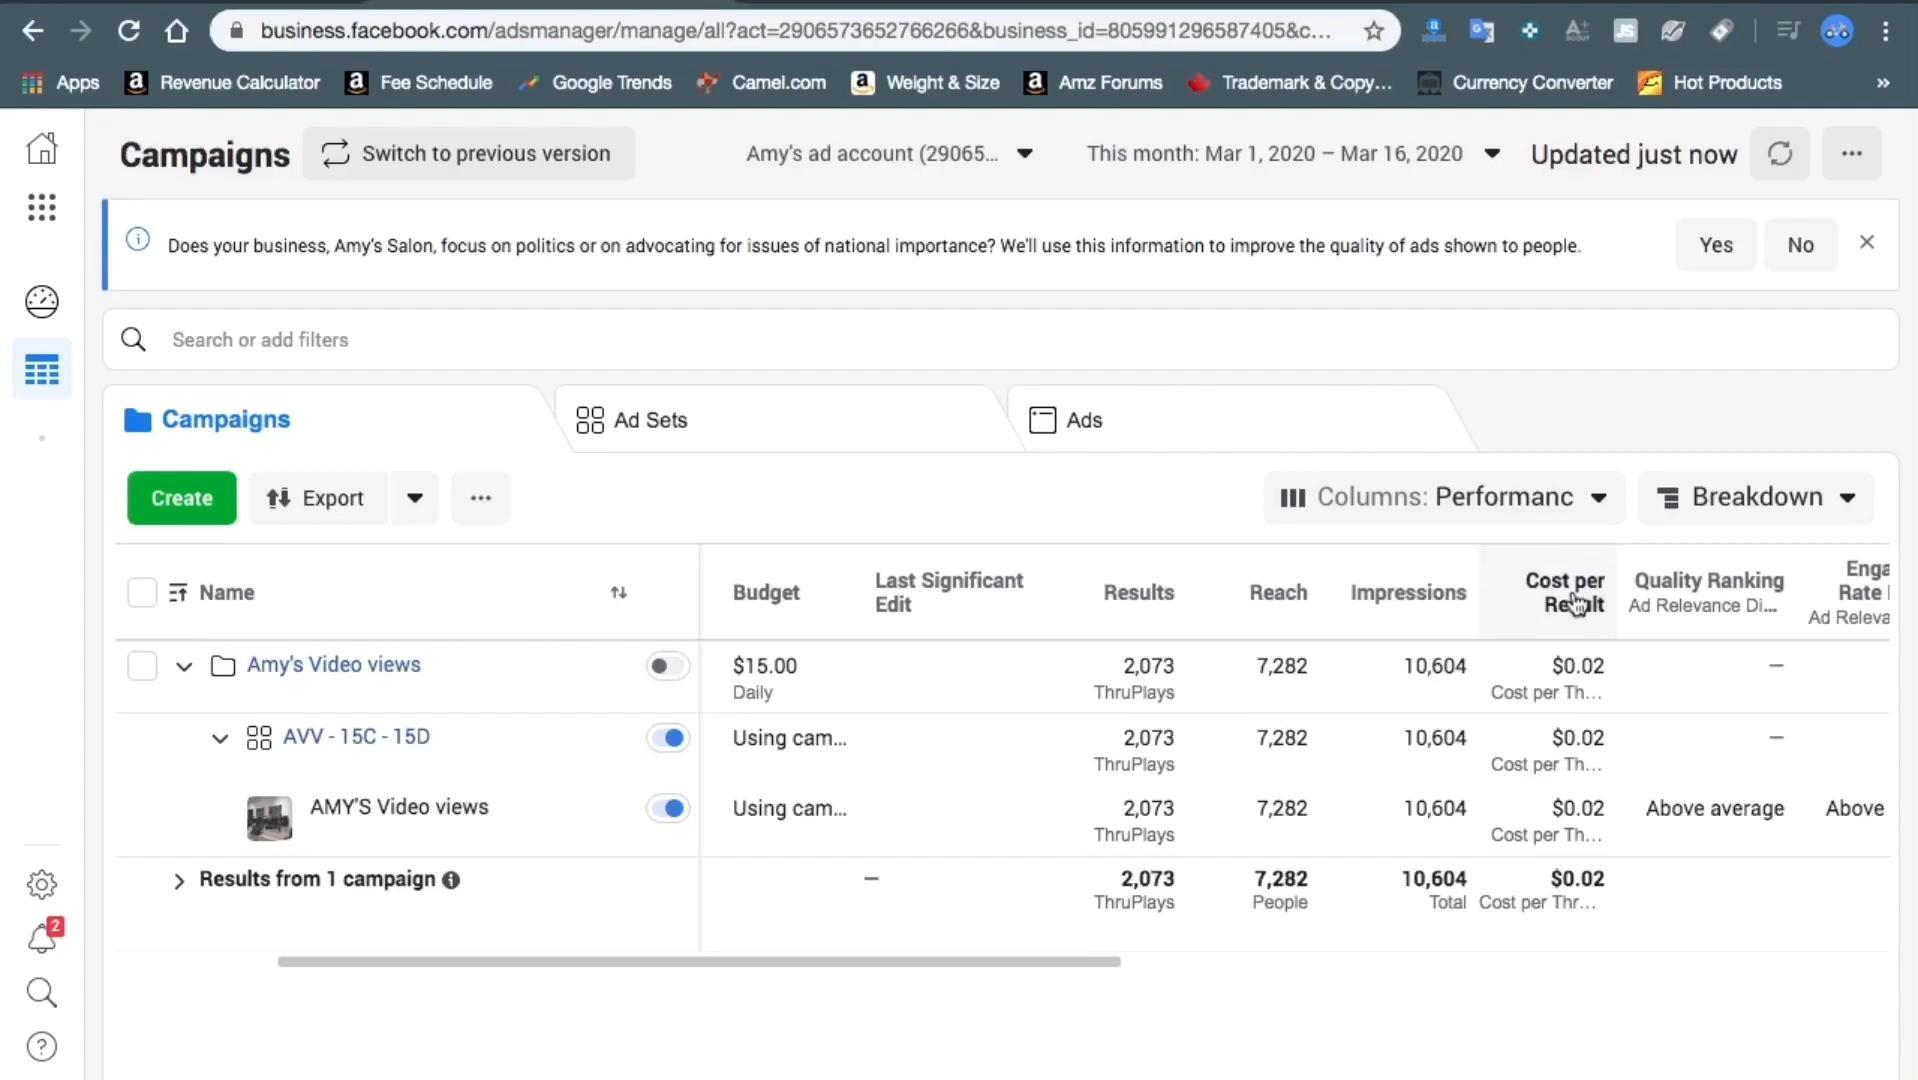 business.facebook.com/adsmanager/manage/all?act=2906573652766266&business_id=805991296587405&c...
Apps
Revenue Calculator
Fee Schedule
Google Trends
Camel.com
Weight & Size
Amz Forums
Trademark & Copy...
Currency Converter
Hot Products
»
Campaigns
Switch to previous version
Amy's ad account (29065...
This month: Mar 1, 2020 – Mar 16, 2020
Updated just now
Does your business, Amy's Salon, focus on politics or on advocating for issues of national importance? We'll use this information to improve the quality of ads shown to people.
Yes
No
Search or add filters
Campaigns
Ad Sets
Ads
Create
Export
Columns: Performanc
Breakdown
Name
Budget
Last Significant
Edit
Results
Reach
Impressions
Cost per
Result
Quality Ranking
Ad Relevance Di...
Enga
Rate
Ad Releva
Amy's Video views
$15.00
Daily
2,073
ThruPlays
7,282
10,604
$0.02
Cost per Th...
—
AVV - 15C - 15D
Using cam...
2,073
ThruPlays
7,282
10,604
$0.02
Cost per Th...
—
AMY'S Video views
Using cam...
2,073
ThruPlays
7,282
10,604
$0.02
Cost per Th...
Above average
Above
Results from 1 campaign
—
2,073
ThruPlays
7,282
People
10,604
Total
$0.02
Cost per Thr...
2